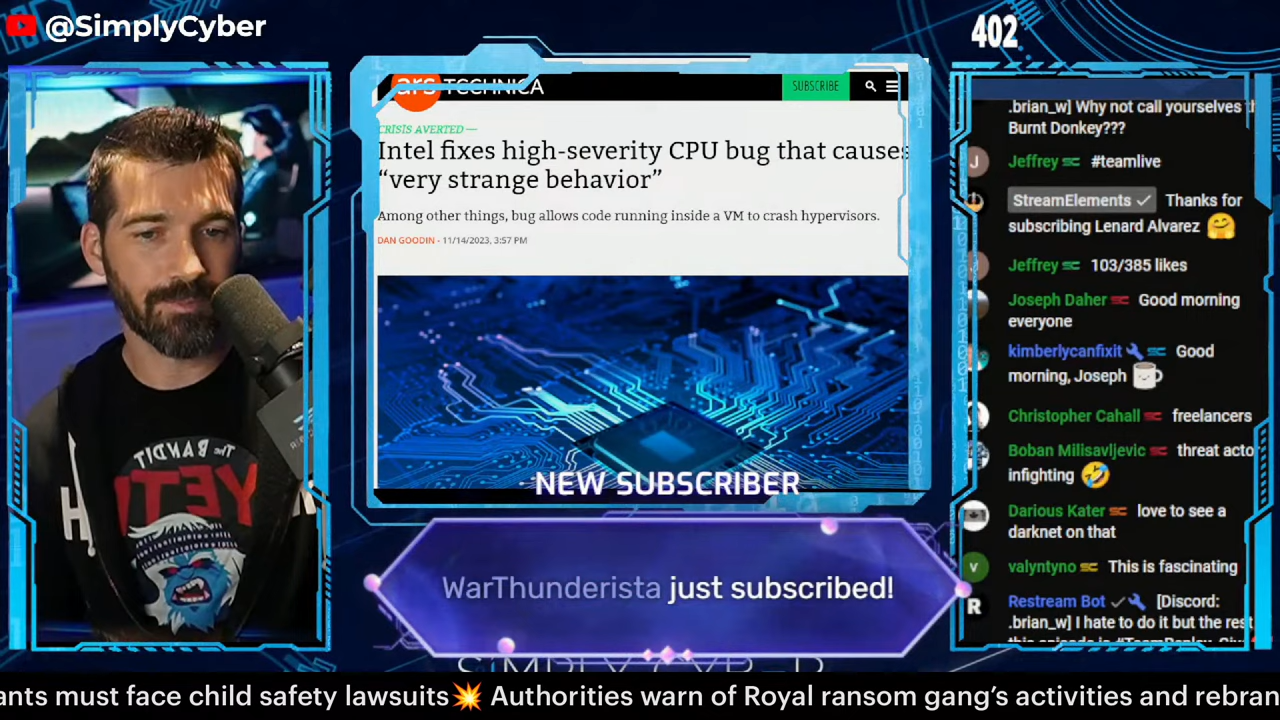 @SimplyCyber
402
ars TECHNICA
SUBSCRIBE
CRISIS AVERTED —
Intel fixes high-severity CPU bug that causes
“very strange behavior”
Among other things, bug allows code running inside a VM to crash hypervisors.
DAN GOODIN - 11/14/2023, 3:57 PM
THE BANDIT
YETI
NEW SUBSCRIBER
WarThunderista just subscribed!
SIMPLY CYBER
.brian_w] Why not call yourselves
Burnt Donkey???
Jeffrey #teamlive
StreamElements Thanks for
subscribing Lenard Alvarez 🤗
Jeffrey 103/385 likes
Joseph Daher Good morning
everyone
kimberlycanfixit Good
morning, Joseph
Christopher Cahall freelancers
Boban Milisavljevic threat acto
infighting 🤣
Darious Kater love to see a
darknet on that
valyntyno This is fascinating
Restream Bot [Discord:
.brian_w] I hate to do it but the rest
ants must face child safety lawsuits💥 Authorities warn of Royal ransom gang’s activities and rebran